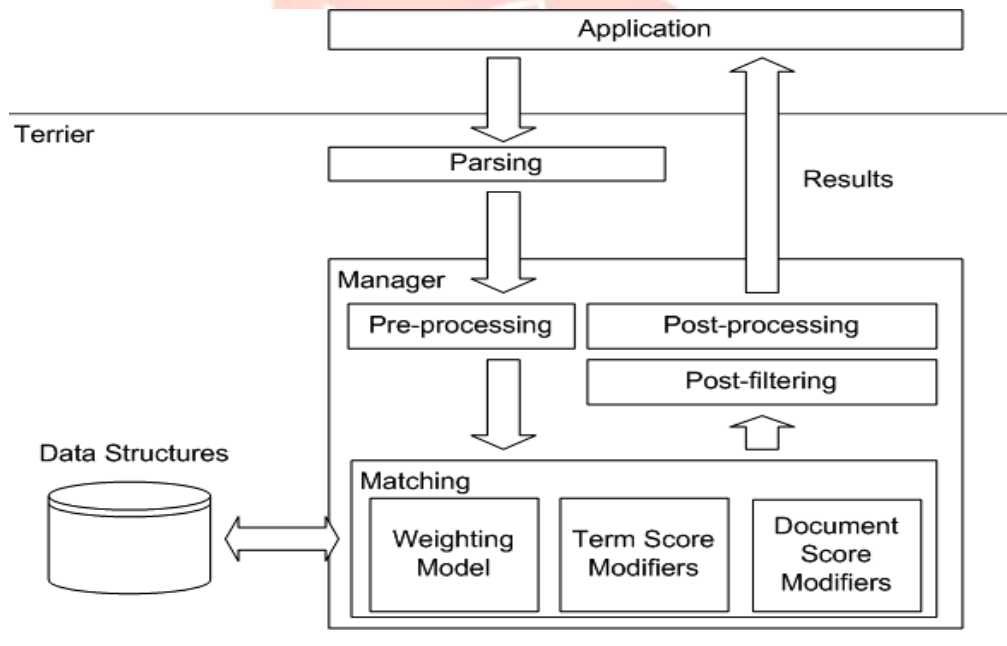 Application
Terrier
Parsing
Results
Manager
Pre-processing
Post-processing
Post-filtering
Data Structures
Matching
Weighting
Model
Term Score
Modifiers
Document
Score
Modifiers